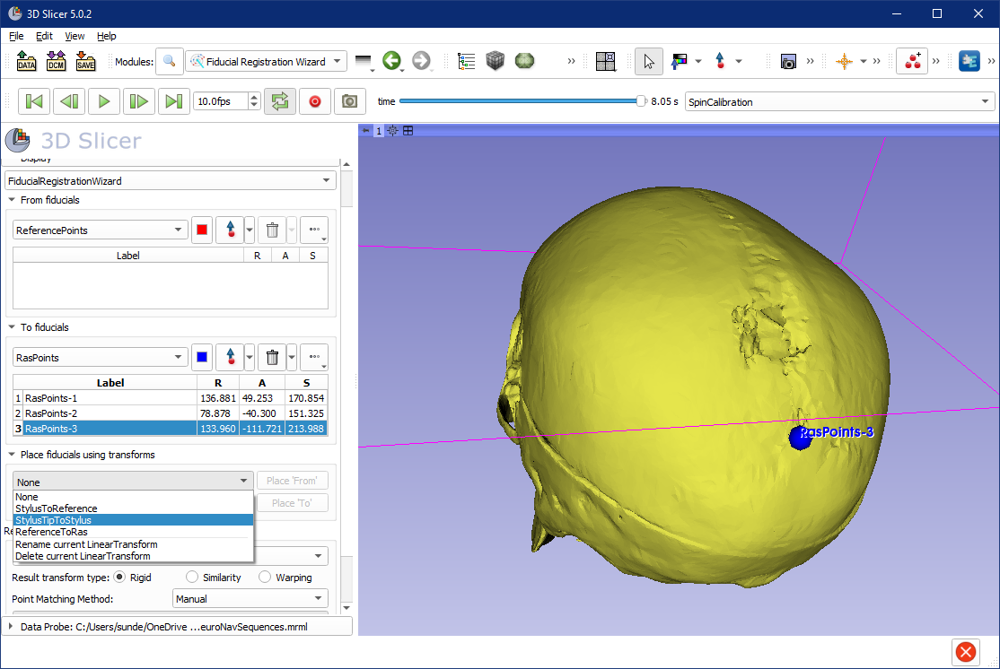 3D Slicer 5.0.2
File Edit View Help
DATA DCM SAVE Modules: Fiducial Registration Wizard
10.0fps time 8.05 s SpinCalibration
3D Slicer
1
Display
FiducialRegistrationWizard
From fiducials
ReferencePoints
Label R A S
To fiducials
RasPoints
Label R A S
1 RasPoints-1 136.881 49.253 170.854
2 RasPoints-2 78.878 -40.300 151.325
3 RasPoints-3 133.960 -111.721 213.988
RasPoints-3
Place fiducials using transforms
None Place 'From'
None
Place 'To'
StylusToReference
StylusTipToStylus
Re
ReferenceToRas
Rename current LinearTransform
Delete current LinearTransform
Result transform type: Rigid Similarity Warping
Point Matching Method: Manual
Data Probe: C:/Users/sunde/OneDrive ...euroNavSequences.mrml